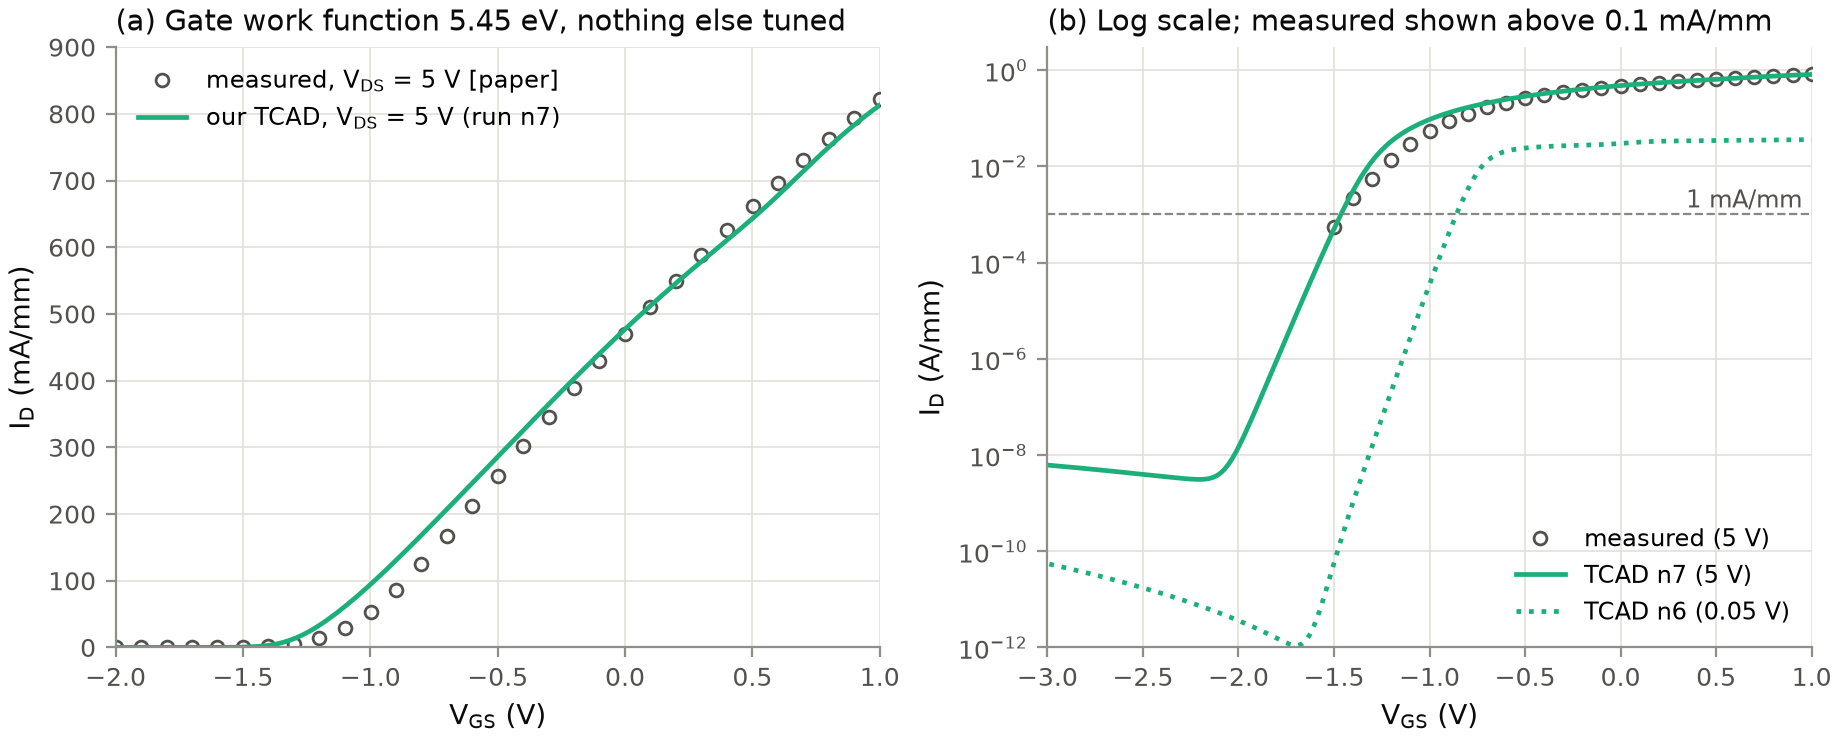 (a) Gate work function 5.45 eV, nothing else tuned
900
800
700
600
500
400
300
200
100
0
I_D (mA/mm)
measured, V_DS = 5 V [paper]
our TCAD, V_DS = 5 V (run n7)
−2.0 −1.5 −1.0 −0.5 0.0 0.5 1.0
V_GS (V)
(b) Log scale; measured shown above 0.1 mA/mm
10⁰
10⁻²
10⁻⁴
10⁻⁶
10⁻⁸
10⁻¹⁰
10⁻¹²
I_D (A/mm)
1 mA/mm
measured (5 V)
TCAD n7 (5 V)
TCAD n6 (0.05 V)
−3.0 −2.5 −2.0 −1.5 −1.0 −0.5 0.0 0.5 1.0
V_GS (V)